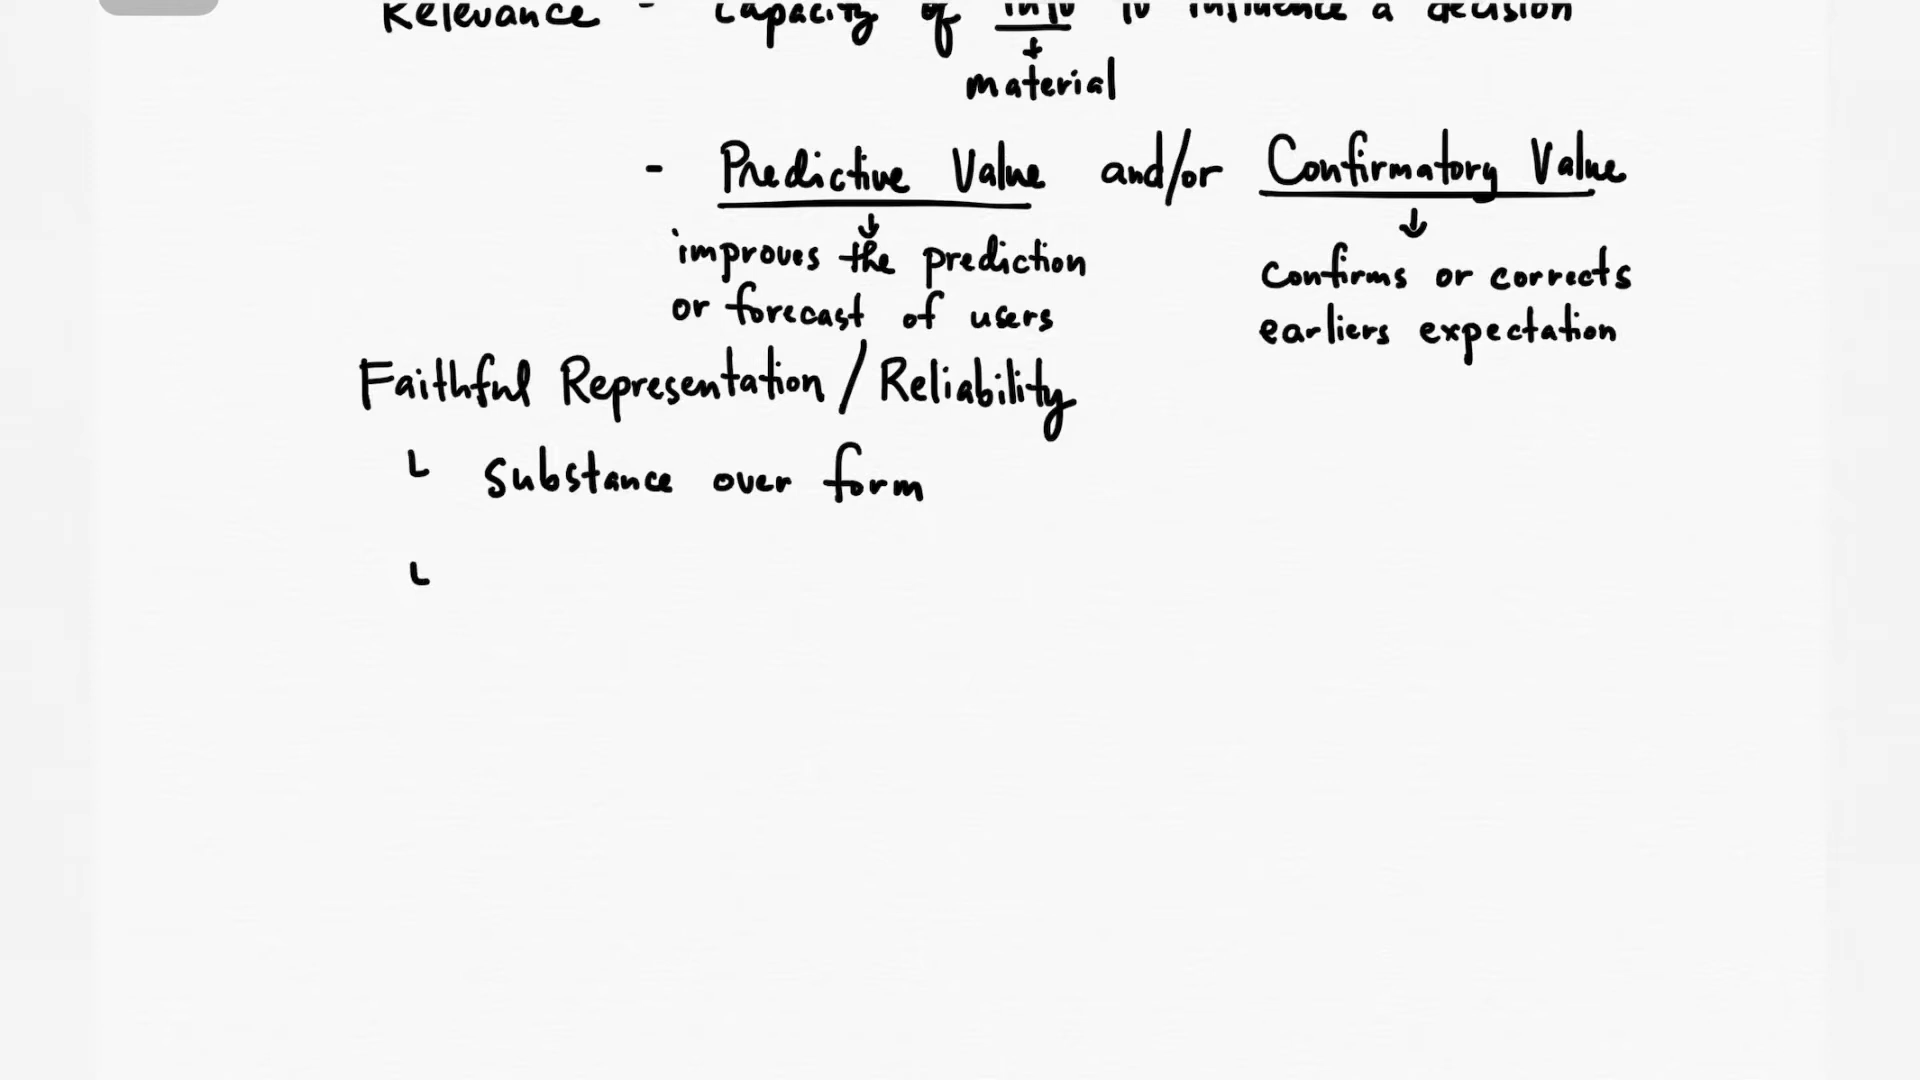 Relevance - Capacity of info to influence a decision
↓
material
- Predictive Value and/or Confirmatory Value
↓ ↓
improves the prediction
or forecast of users
confirms or corrects
earliers expectation
Faithful Representation / Reliability
└ Substance over form
└